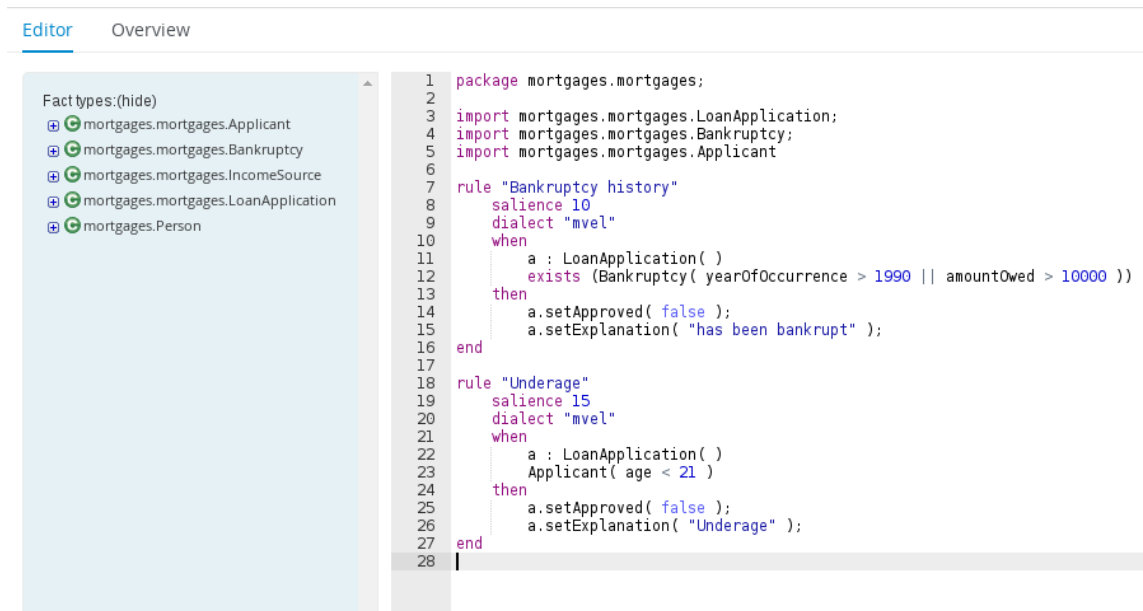 Editor Overview
Fact types:(hide)
mortgages.mortgages.Applicant
mortgages.mortgages.Bankruptcy
mortgages.mortgages.IncomeSource
mortgages.mortgages.LoanApplication
mortgages.Person
1 package mortgages.mortgages;
2
3 import mortgages.mortgages.LoanApplication;
4 import mortgages.mortgages.Bankruptcy;
5 import mortgages.mortgages.Applicant
6
7 rule "Bankruptcy history"
8 salience 10
9 dialect "mvel"
10 when
11 a : LoanApplication( )
12 exists (Bankruptcy( yearOfOccurrence > 1990 || amountOwed > 10000 ))
13 then
14 a.setApproved( false );
15 a.setExplanation( "has been bankrupt" );
16 end
17
18 rule "Underage"
19 salience 15
20 dialect "mvel"
21 when
22 a : LoanApplication( )
23 Applicant( age < 21 )
24 then
25 a.setApproved( false );
26 a.setExplanation( "Underage" );
27 end
28